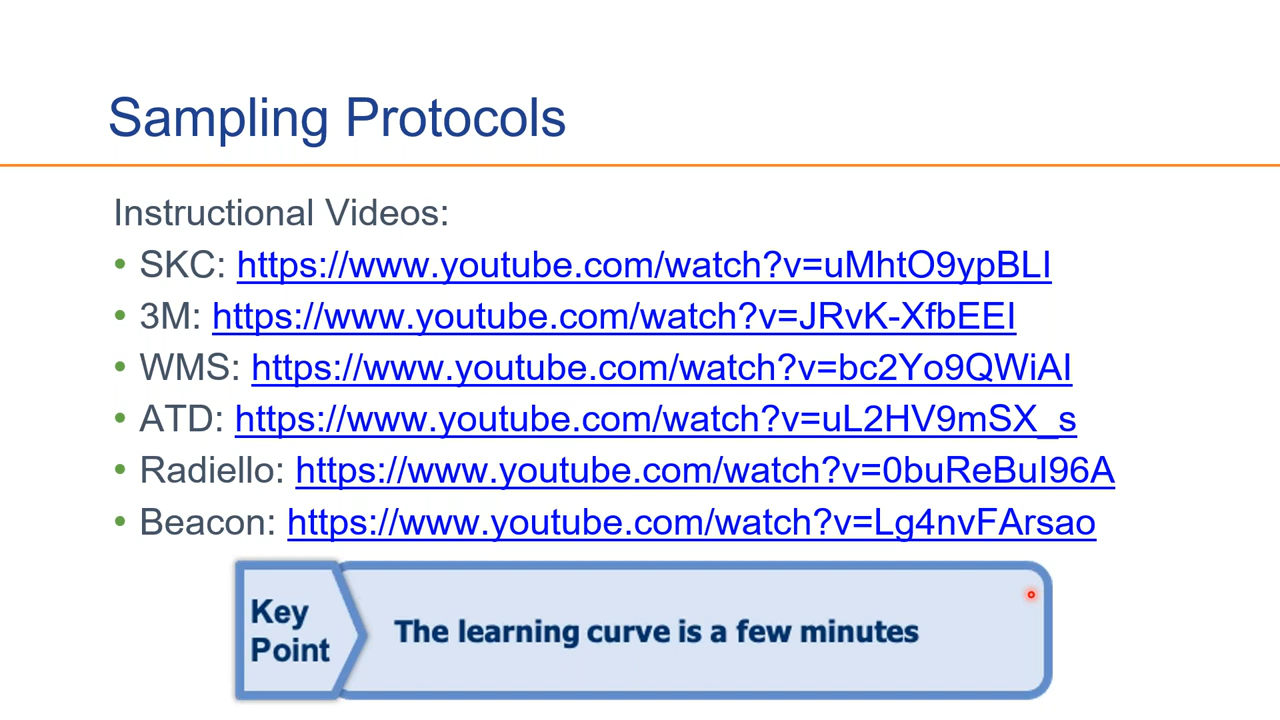 Sampling Protocols
Instructional Videos:
• SKC: https://www.youtube.com/watch?v=uMhtO9ypBLI
• 3M: https://www.youtube.com/watch?v=JRvK-XfbEEI
• WMS: https://www.youtube.com/watch?v=bc2Yo9QWiAI
• ATD: https://www.youtube.com/watch?v=uL2HV9mSX_s
• Radiello: https://www.youtube.com/watch?v=0buReBuI96A
• Beacon: https://www.youtube.com/watch?v=Lg4nvFArsao
Key
Point
The learning curve is a few minutes